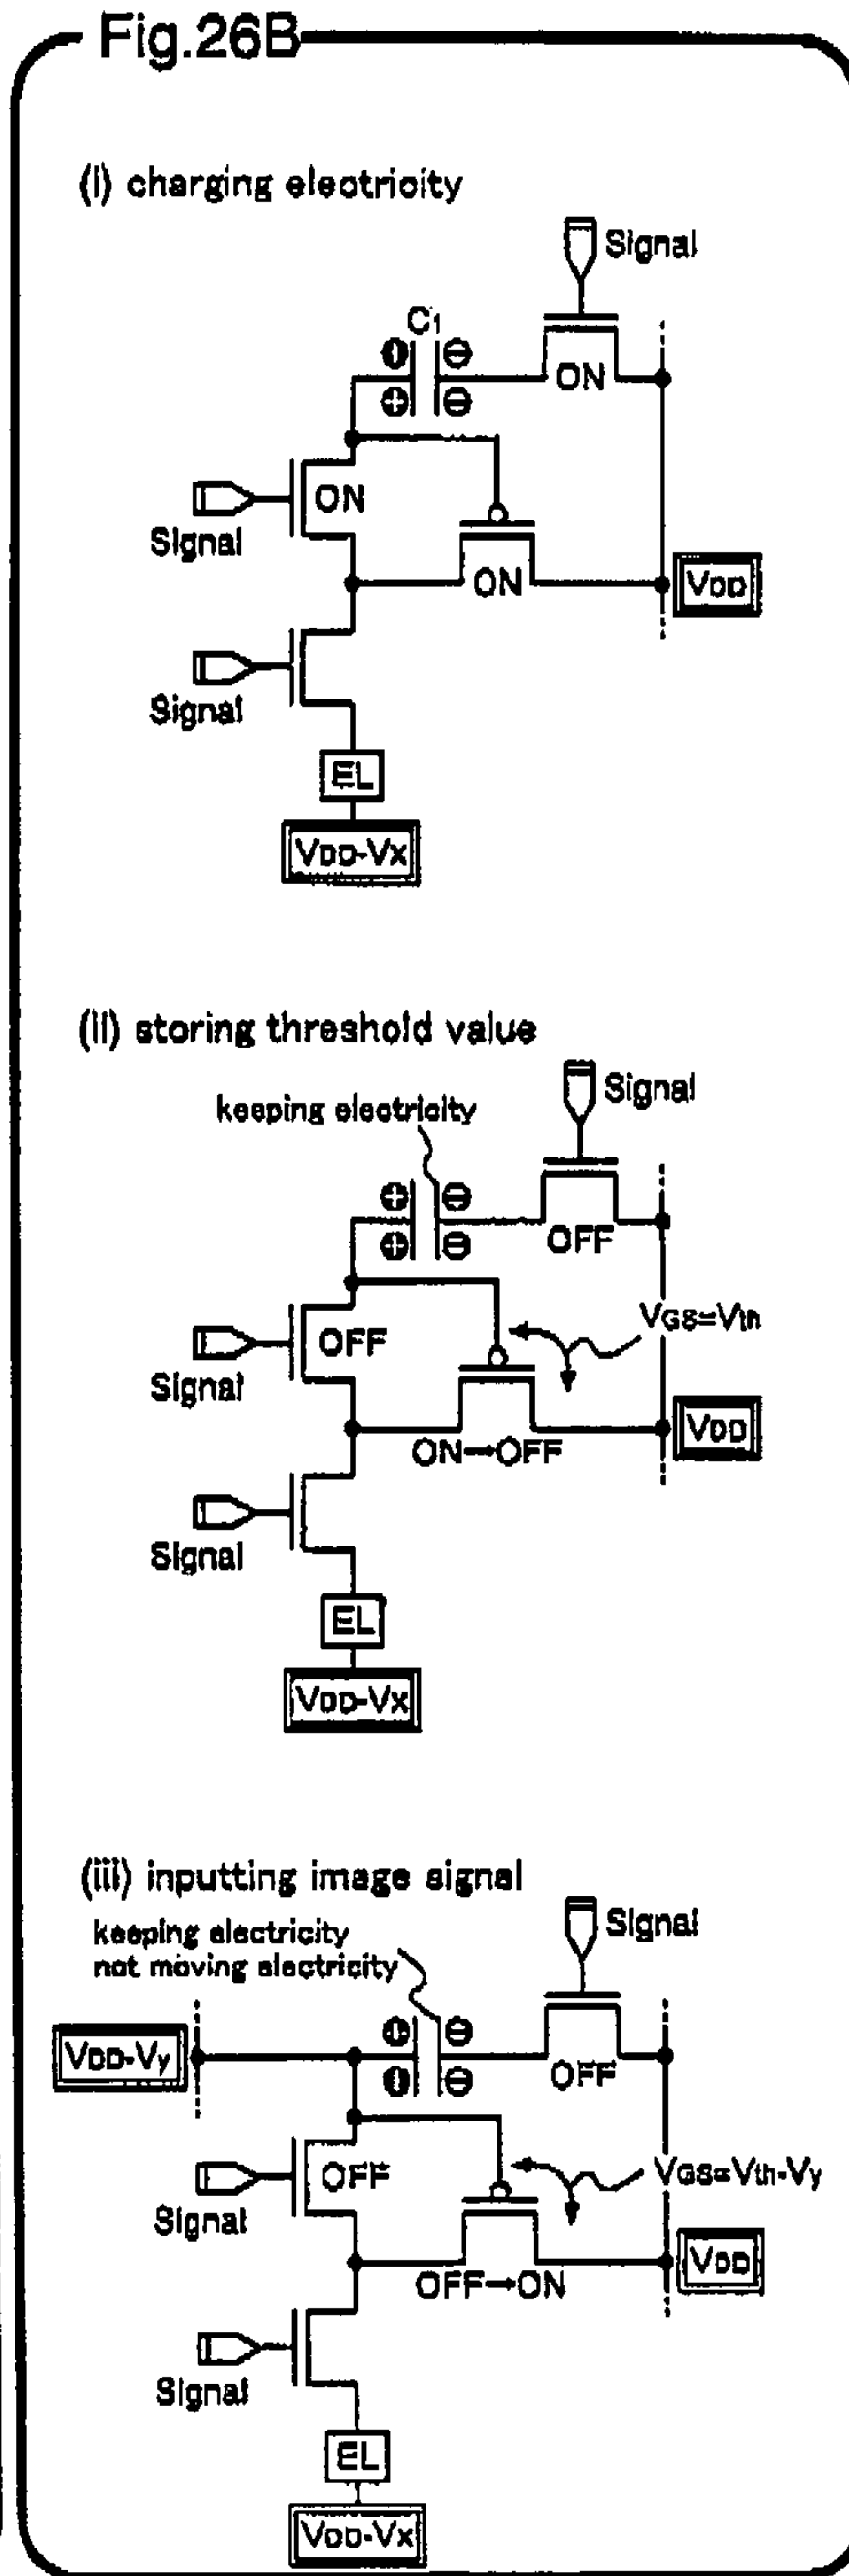 Fig.26B
(i) charging electricity
Signal
C1
⊕ ⊖
ON
⊕ ⊖
ON
Signal
ON
VDD
Signal
EL
VDD-VX
(ii) storing threshold value
keeping electricity
Signal
⊕ ⊖
⊕ ⊖
OFF
VGS=Vth
OFF
Signal
VDD
ON→OFF
Signal
EL
VDD-VX
(iii) inputting image signal
keeping electricity
not moving electricity
Signal
⊕ ⊖
VDD-Vy
⊕ ⊖
OFF
OFF
VGS=Vth-Vy
Signal
VDD
OFF→ON
Signal
EL
VDD-VX